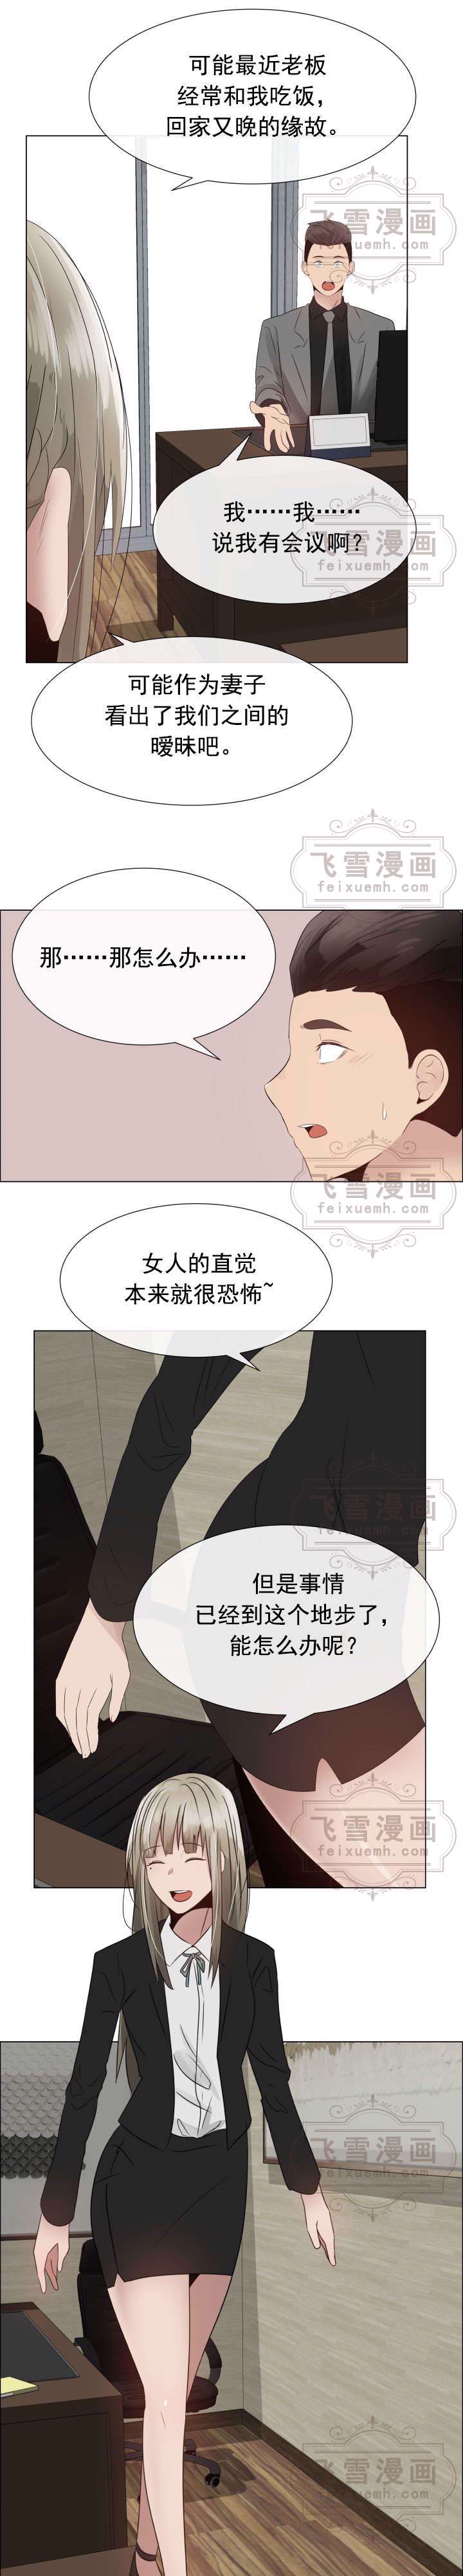 可能最近老板
经常和我吃饭，
回家又晚的缘故。
飞雪漫画
feixuemh.com
我……我……
说我有会议啊？
飞雪漫画
feixuemh.com
可能作为妻子
看出了我们之间的
暧昧吧。
飞雪漫画
feixuemh.com
那……那怎么办……
飞雪漫画
feixuemh.com
女人的直觉
本来就很恐怖~
飞雪漫画
feixuemh.com
但是事情
已经到这个地步了，
能怎么办呢？
飞雪漫画
feixuemh.com
飞雪漫画
feixuemh.com
飞雪漫画
feixuemh.com